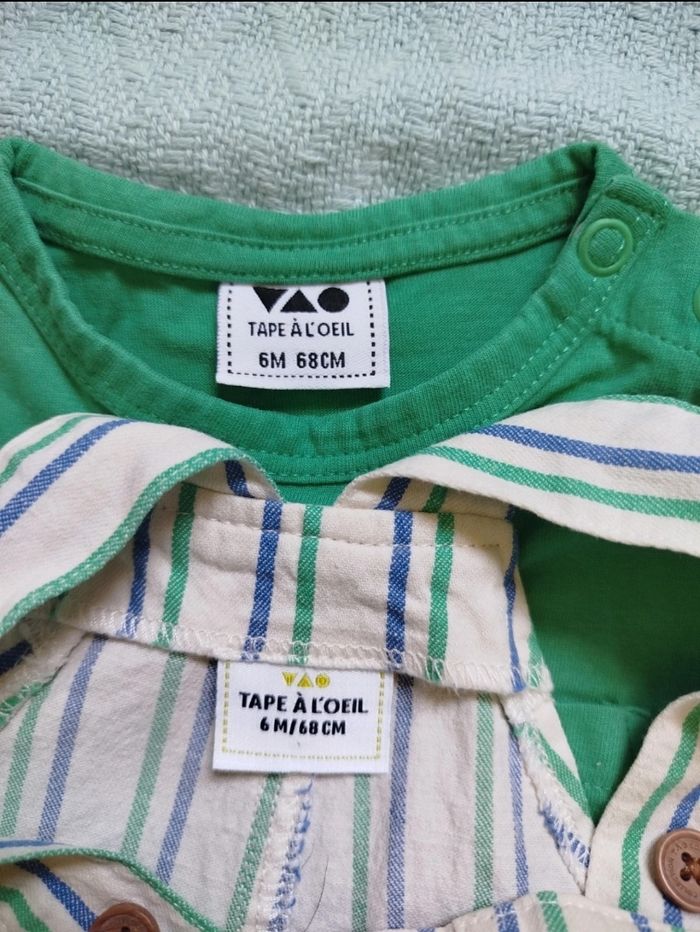 TAPE À L'OEIL
6M 68CM
TAPE À L'OEIL
6M/68CM